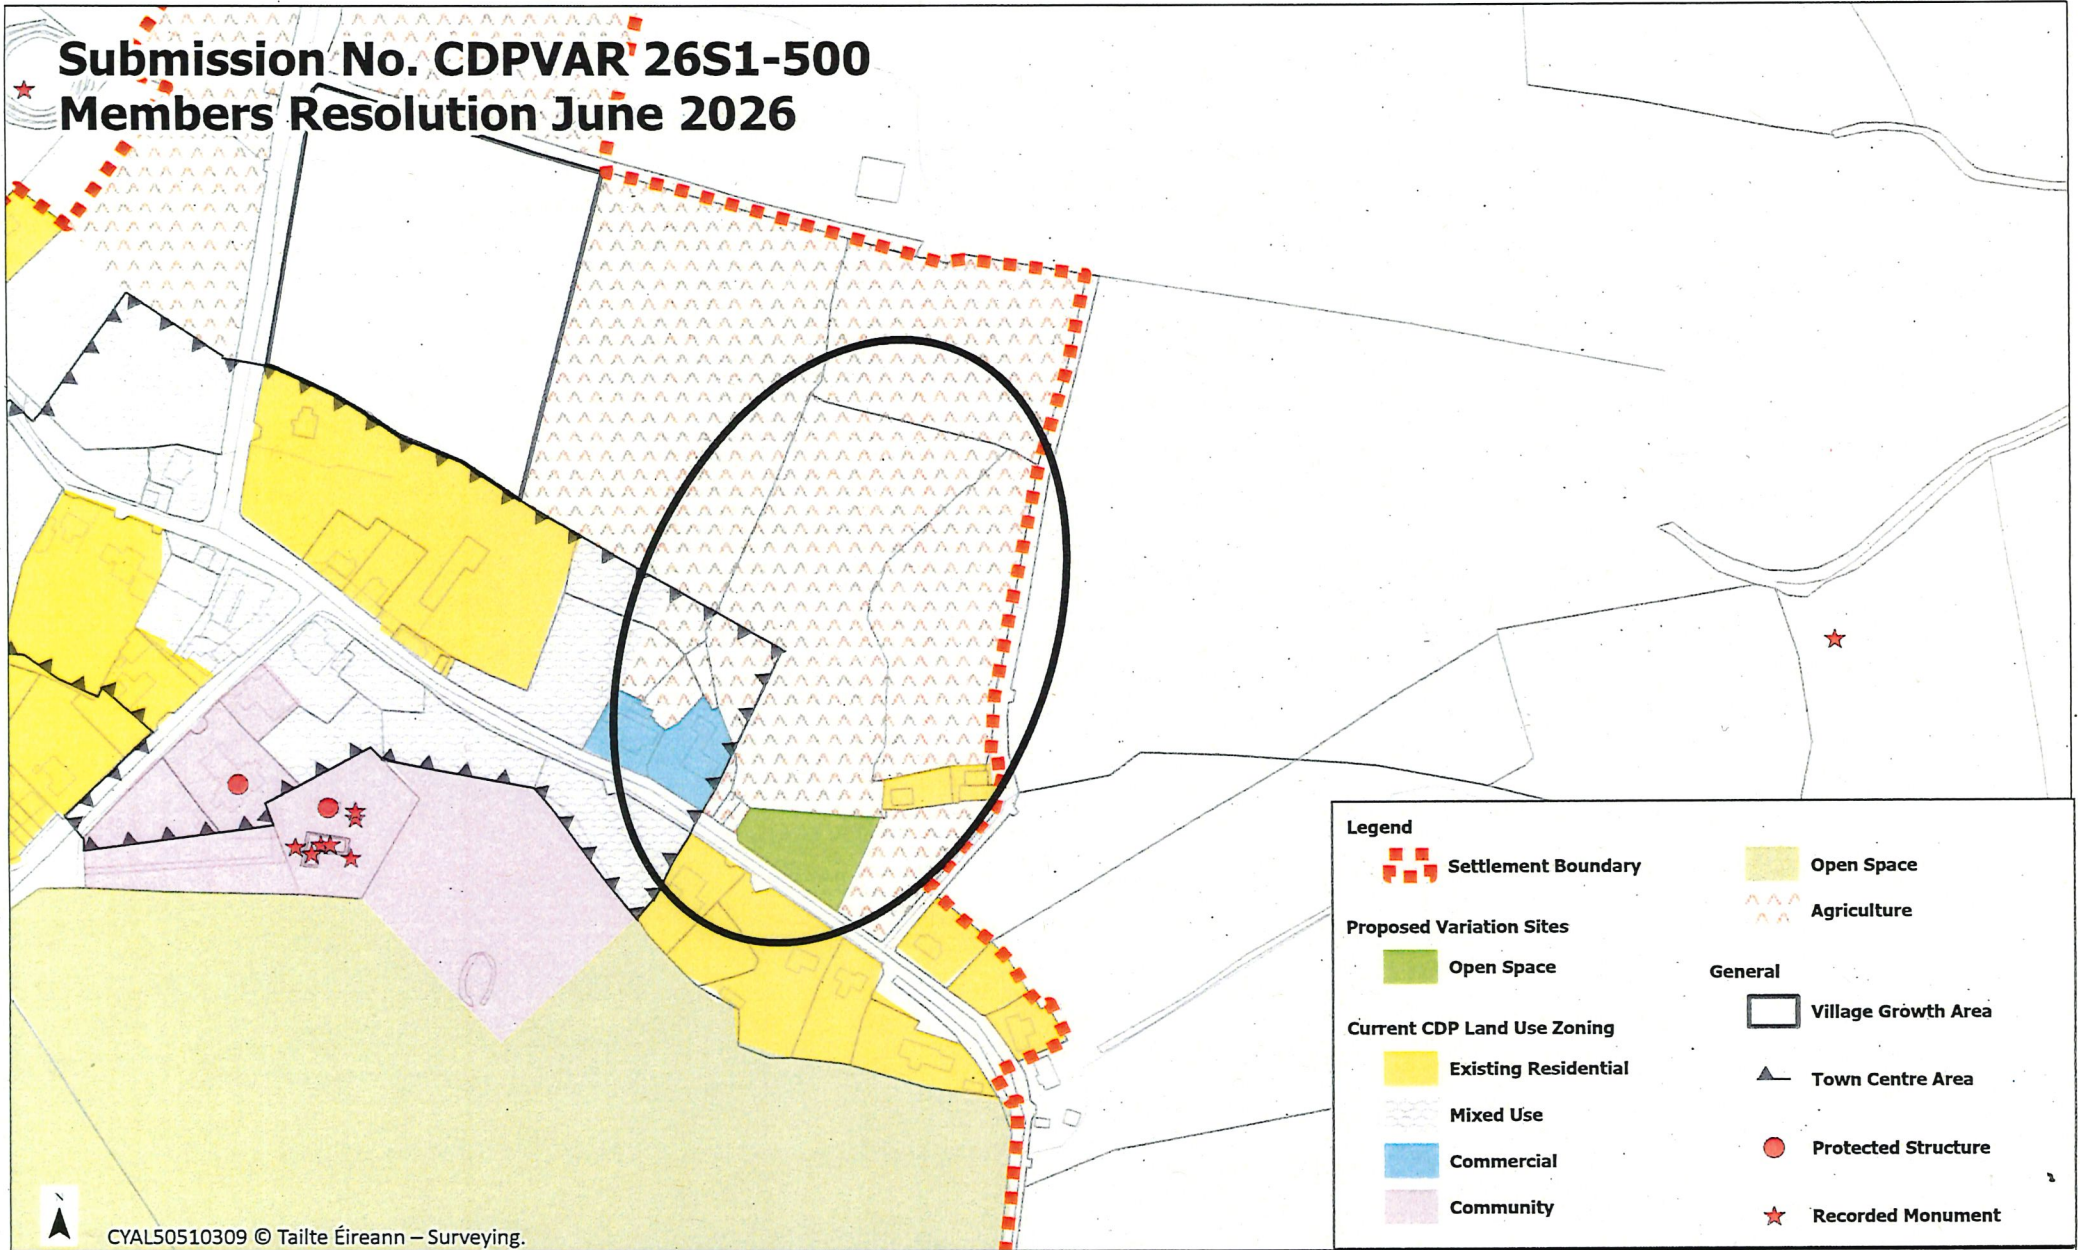 Submission No. CDPVAR 26S1-500
Members Resolution June 2026
Legend
Settlement Boundary
Proposed Variation Sites
Open Space
Current CDP Land Use Zoning
Existing Residential
Mixed Use
Commercial
Community
Open Space
Agriculture
General
Village Growth Area
Town Centre Area
Protected Structure
Recorded Monument
N
CYAL50510309 © Tailte Éireann – Surveying.